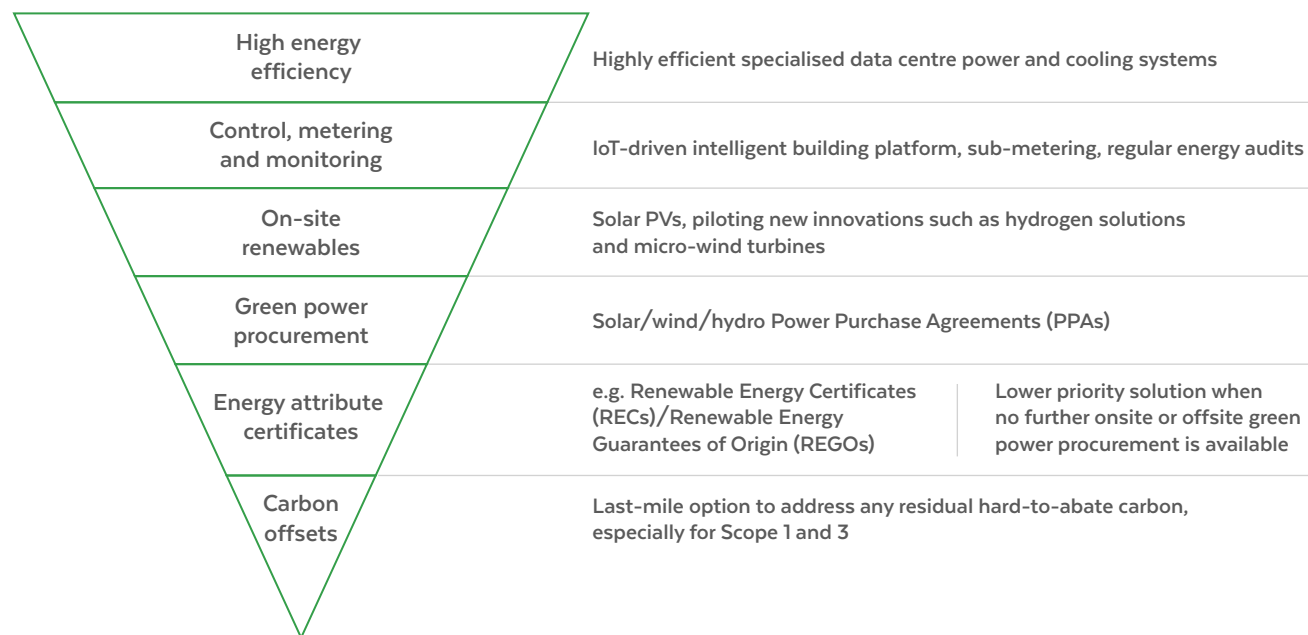 High energy
efficiency
Highly efficient specialised data centre power and cooling systems
Control, metering
and monitoring
IoT-driven intelligent building platform, sub-metering, regular energy audits
On-site
renewables
Solar PVs, piloting new innovations such as hydrogen solutions
and micro-wind turbines
Green power
procurement
Solar/wind/hydro Power Purchase Agreements (PPAs)
Energy attribute
certificates
e.g. Renewable Energy Certificates
(RECs)/Renewable Energy
Guarantees of Origin (REGOs)
Lower priority solution when
no further onsite or offsite green
power procurement is available
Carbon
offsets
Last-mile option to address any residual hard-to-abate carbon,
especially for Scope 1 and 3